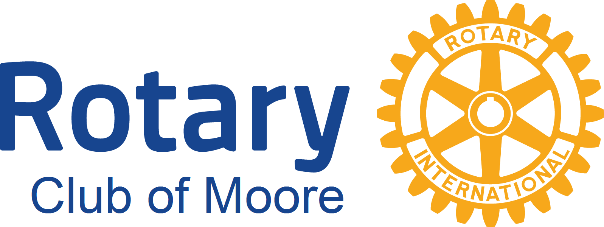 Rotary
Club of Moore
ROTARY
INTERNATIONAL